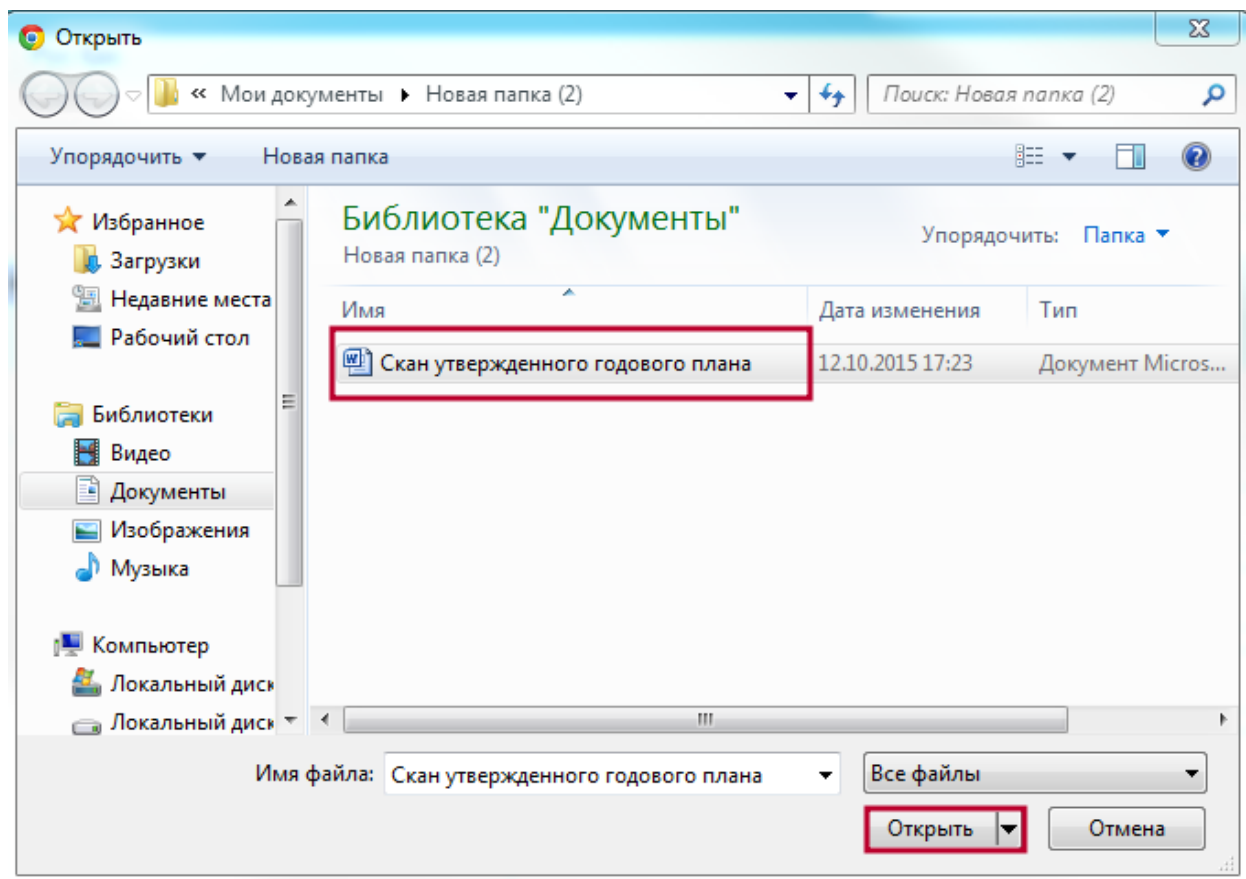 Открыть
« Мои документы ▸ Новая папка (2)
Поиск: Новая папка (2)
Упорядочить ▾ Новая папка
Избранное
Загрузки
Недавние места
Рабочий стол
Библиотеки
Видео
Документы
Изображения
Музыка
Компьютер
Локальный диск
Локальный диск
Библиотека "Документы"
Новая папка (2)
Упорядочить: Папка ▾
Имя Дата изменения Тип
Скан утвержденного годового плана 12.10.2015 17:23 Документ Micros...
Имя файла: Скан утвержденного годового плана
Все файлы
Открыть Отмена